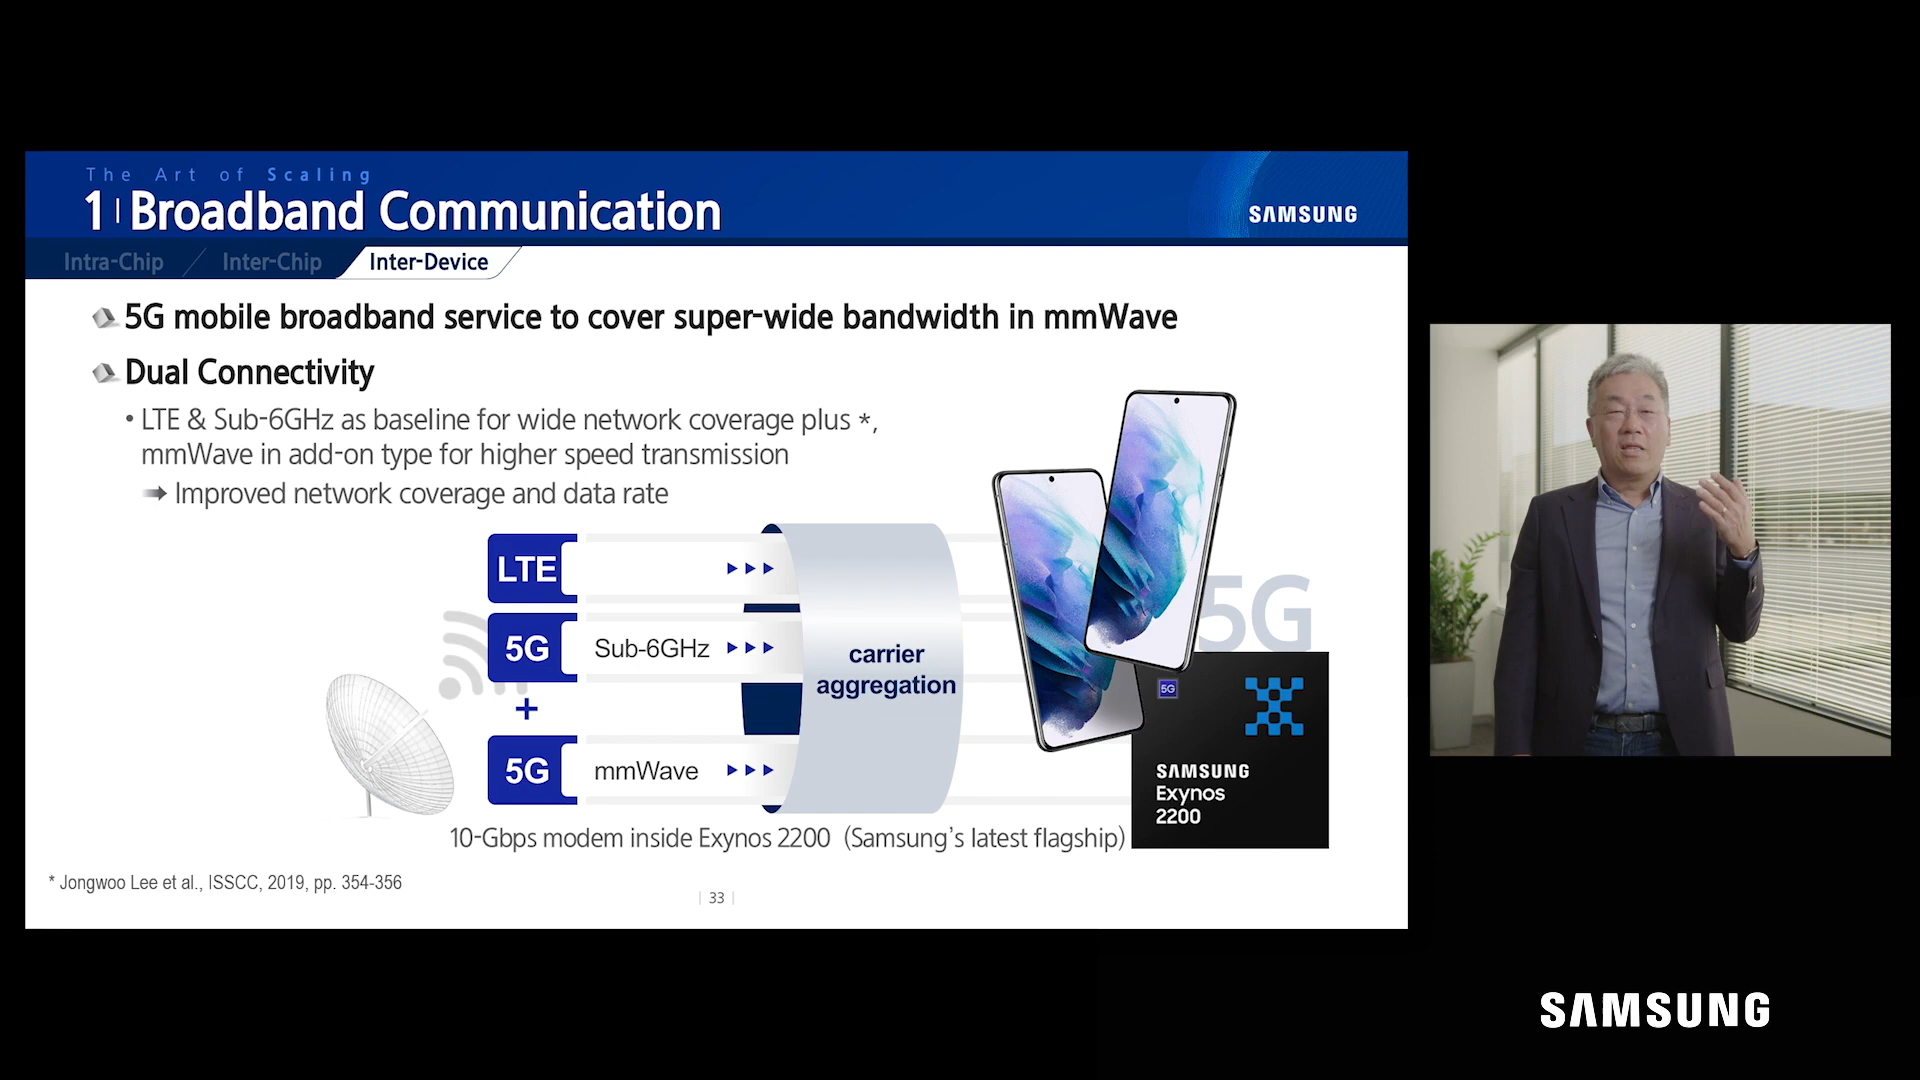 The Art of Scaling
1 | Broadband Communication
SAMSUNG
Intra-Chip
Inter-Chip
Inter-Device
5G mobile broadband service to cover super-wide bandwidth in mmWave
Dual Connectivity
• LTE & Sub-6GHz as baseline for wide network coverage plus *,
mmWave in add-on type for higher speed transmission
➔ Improved network coverage and data rate
LTE
5G Sub-6GHz
+
5G mmWave
carrier
aggregation
5G
5G
SAMSUNG
Exynos
2200
10-Gbps modem inside Exynos 2200 (Samsung's latest flagship)
* Jongwoo Lee et al., ISSCC, 2019, pp. 354-356
| 33 |
SAMSUNG